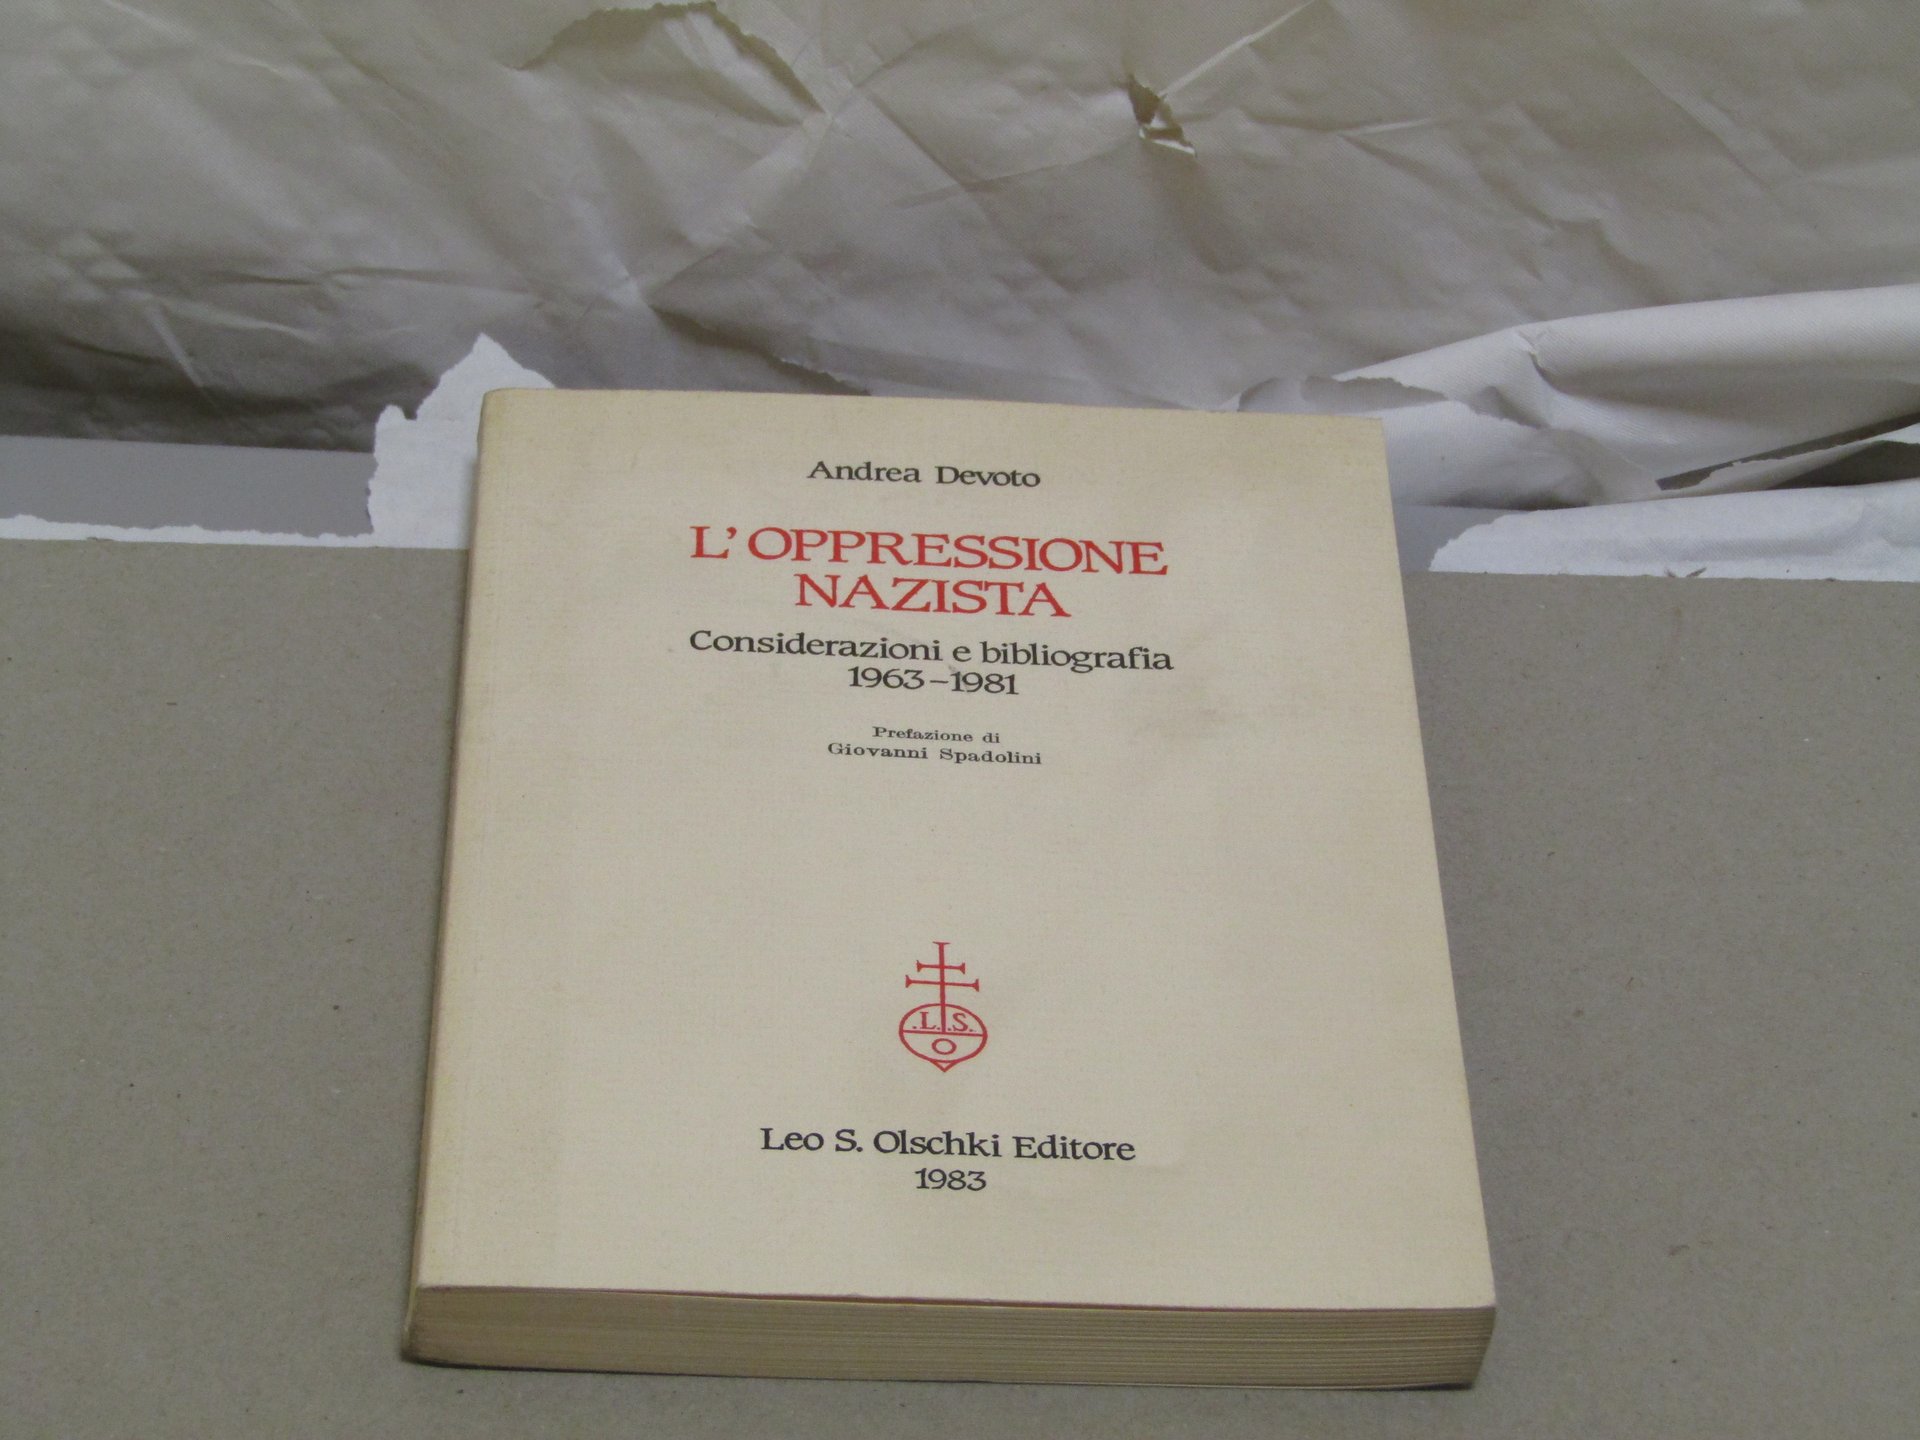 Andrea Devoto
L'OPPRESSIONE
NAZISTA
Considerazioni e bibliografia
1963-1981
Prefazione di
Giovanni Spadolini
.L.S.
O
Leo S. Olschki Editore
1983